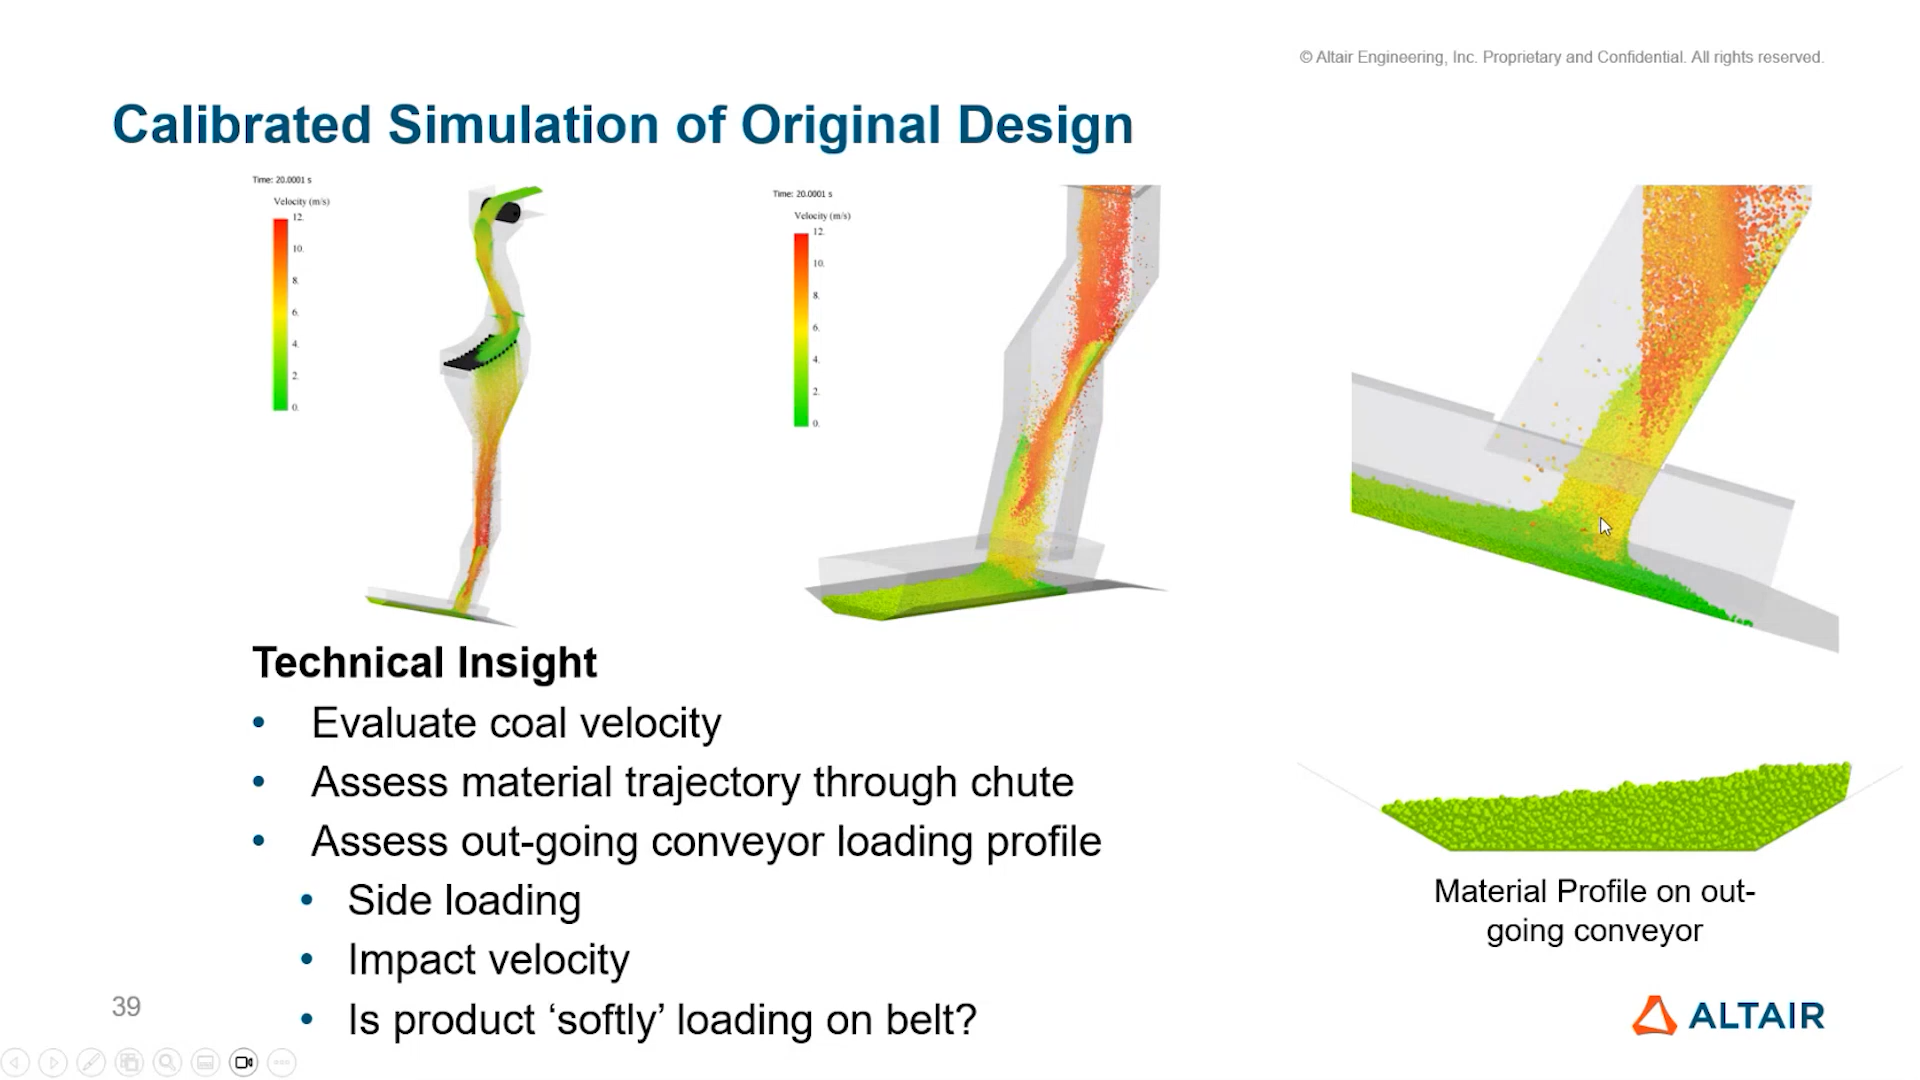 © Altair Engineering, Inc. Proprietary and Confidential. All rights reserved.
Calibrated Simulation of Original Design
Time: 20.0001 s
Velocity (m/s)
12.
10.
8.
6.
4.
2.
0.
Time: 20.0001 s
Velocity (m/s)
12.
10.
8.
6.
4.
2.
0.
Technical Insight
• Evaluate coal velocity
• Assess material trajectory through chute
• Assess out-going conveyor loading profile
• Side loading
• Impact velocity
• Is product ‘softly’ loading on belt?
Material Profile on out-
going conveyor
39
ALTAIR